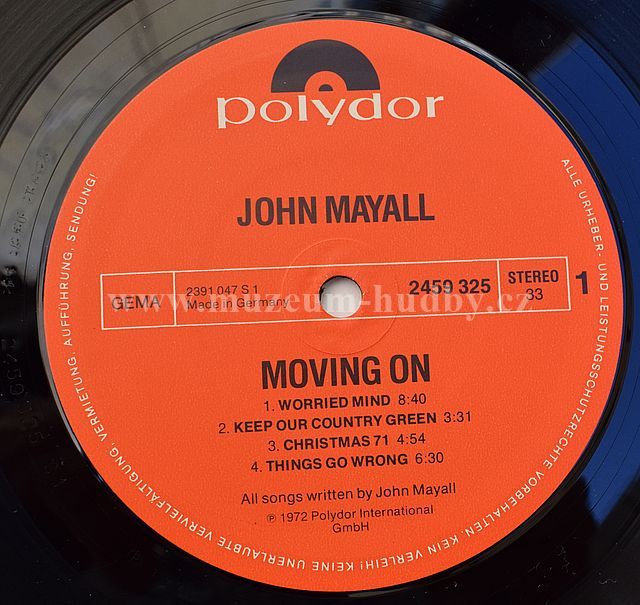 polydor
JOHN MAYALL
GEMA
2391 047 S 1
Made in Germany
2459 325
STEREO
33
1
www.muzeum-hudby.cz
MOVING ON
1. WORRIED MIND 8:40
2. KEEP OUR COUNTRY GREEN 3:31
3. CHRISTMAS 71 4:54
4. THINGS GO WRONG 6:30
All songs written by John Mayall
℗ 1972 Polydor International
GmbH
ALLE URHEBER- UND LEISTUNGSSCHUTZRECHTE VORBEHALTEN. KEIN VERLEIH! KEINE UNERLAUBTE VERVIELFÄLTIGUNG, VERMIETUNG, AUFFÜHRUNG, SENDUNG!